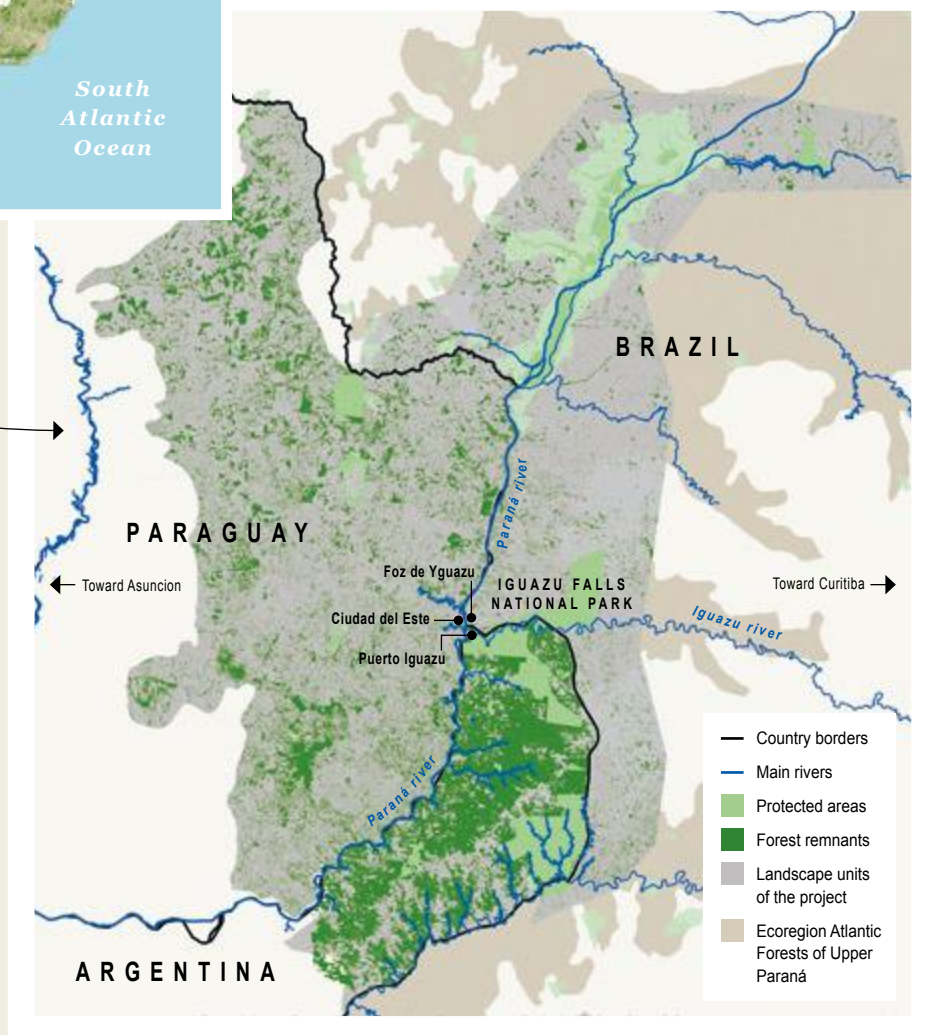 South
Atlantic
Ocean
BRAZIL
Paraná river
PARAGUAY
Toward Asuncion
Foz de Yguazu
IGUAZU FALLS
NATIONAL PARK
Toward Curitiba
Ciudad del Este
Iguazu river
Puerto Iguazu
Paraná river
ARGENTINA
Country borders
Main rivers
Protected areas
Forest remnants
Landscape units
of the project
Ecoregion Atlantic
Forests of Upper
Paraná